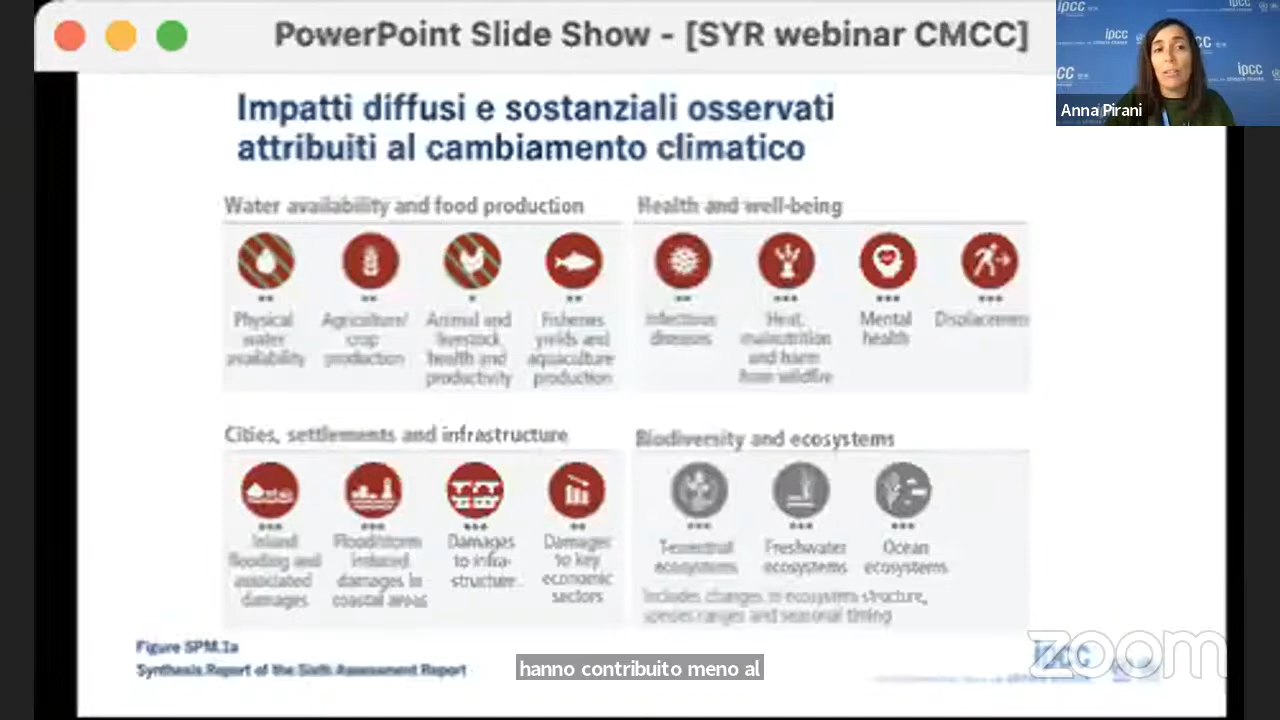 PowerPoint Slide Show - [SYR webinar CMCC]
ipcc
ipcc
ipcc
Anna Pirani
Impatti diffusi e sostanziali osservati
attribuiti al cambiamento climatico
Water availability and food production
Health and well-being
Physical
water
availability
Agriculture/
crop
production
Animal and
livestock
health and
productivity
Fisheries
yields and
aquaculture
production
Infectious
diseases
Heat,
malnutrition
and harm
from wildfire
Mental
health
Displacement
Cities, settlements and infrastructure
Biodiversity and ecosystems
Inland
flooding and
associated
damages
Flood/storm
induced
damages in
coastal areas
Damages
to infra-
structure
Damages
to key
economic
sectors
Terrestrial
ecosystems
Freshwater
ecosystems
Ocean
ecosystems
Includes changes in ecosystem structure,
species ranges and seasonal timing
Figure SPM.1a
Synthesis Report of the Sixth Assessment Report
hanno contribuito meno al
ipcc
zoom